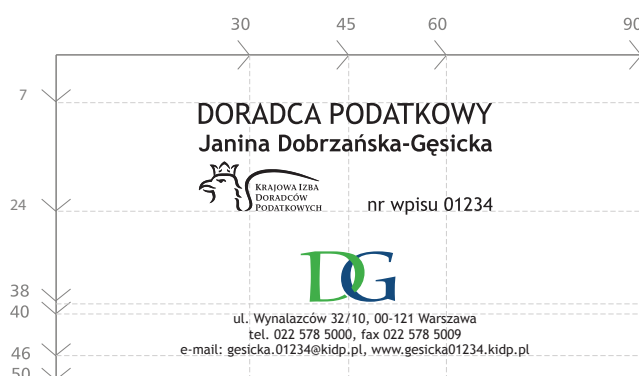 30 45 60 90
7
DORADCA PODATKOWY
Janina Dobrzańska-Gęsicka
KRAJOWA IZBA
DORADCÓW
PODATKOWYCH
24
nr wpisu 01234
DG
38
40
ul. Wynalazców 32/10, 00-121 Warszawa
tel. 022 578 5000, fax 022 578 5009
46
e-mail: gesicka.01234@kidp.pl, www.gesicka01234.kidp.pl
50